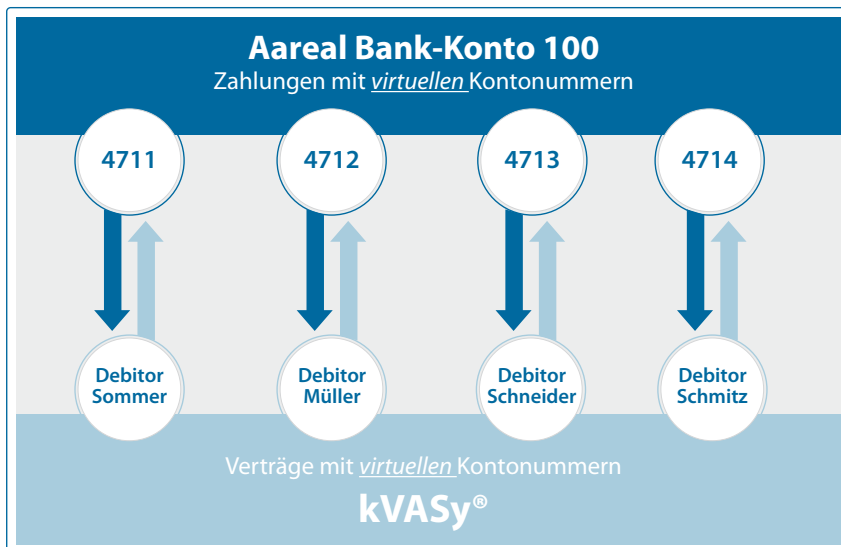 Aareal Bank-Konto 100
Zahlungen mit virtuellen Kontonummern
4711
4712
4713
4714
Debitor
Sommer
Debitor
Müller
Debitor
Schneider
Debitor
Schmitz
Verträge mit virtuellen Kontonummern
kVASy®